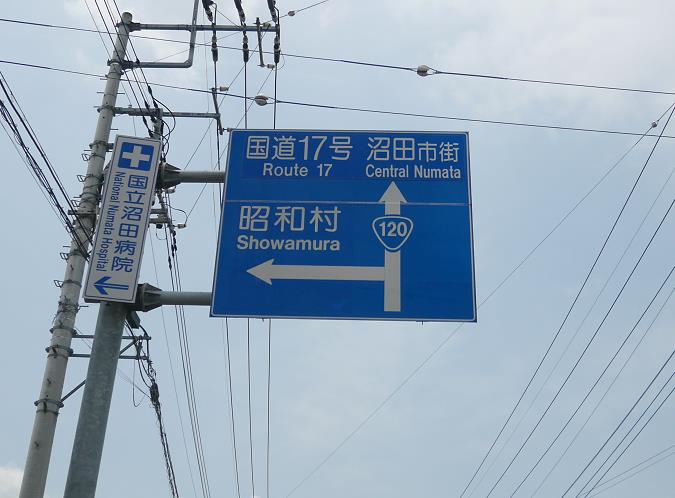 国立沼田病院
National Numata Hospital
国道17号 沼田市街
Route 17 Central Numata
昭和村
Showamura
120